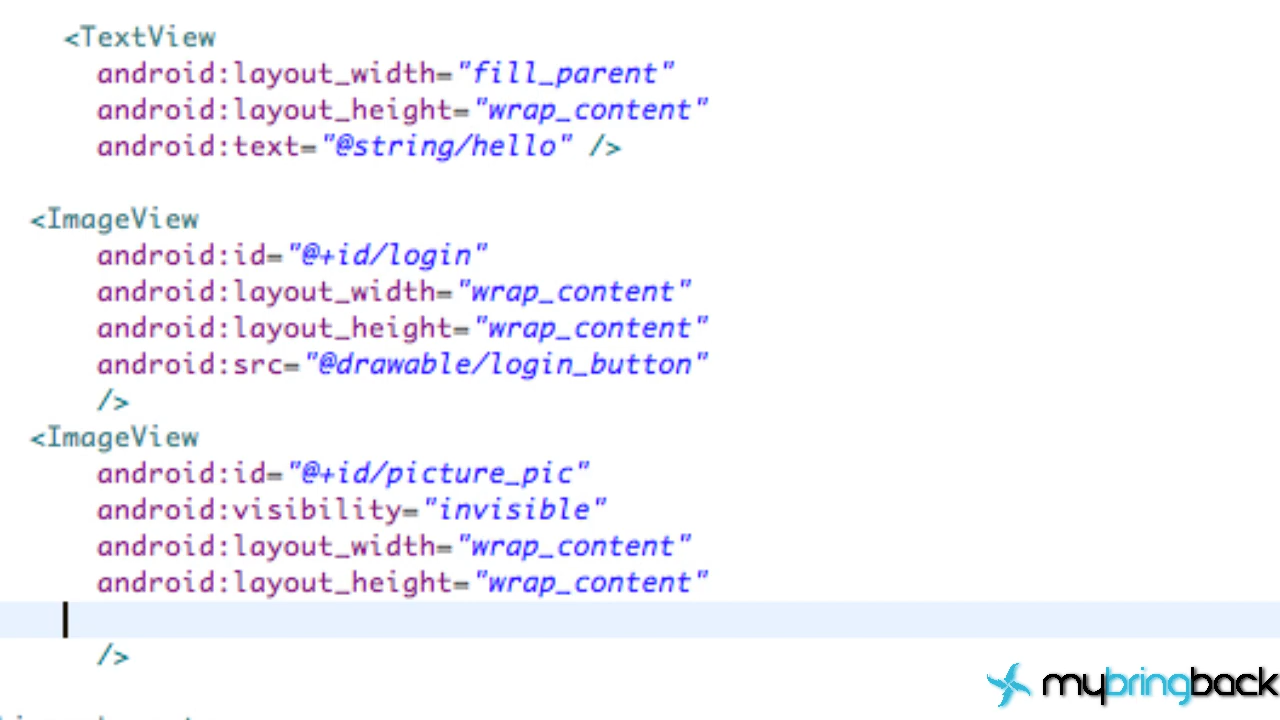 <TextView
android:layout_width="fill_parent"
android:layout_height="wrap_content"
android:text="@string/hello" />
<ImageView
android:id="@+id/login"
android:layout_width="wrap_content"
android:layout_height="wrap_content"
android:src="@drawable/login_button"
/>
<ImageView
android:id="@+id/picture_pic"
android:visibility="invisible"
android:layout_width="wrap_content"
android:layout_height="wrap_content"
/>
mybringback